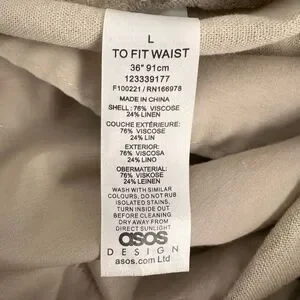 L
TO FIT WAIST
36" 91cm
123339177
F100221 / RN166978
MADE IN CHINA
SHELL : 76% VISCOSE
24% LINEN
COUCHE EXTÉRIEURE:
76% VISCOSE
24% LIN
EXTERIOR:
76% VISCOSA
24% LINO
OBERMATERIAL:
76% VISKOSE
24% LEINEN
WASH WITH SIMILAR
COLOURS, DO NOT RUB
ISOLATED STAINS,
TURN INSIDE OUT
BEFORE CLEANING
DRY AWAY FROM
DIRECT SUNLIGHT
asos
DESIGN
asos.com Ltd